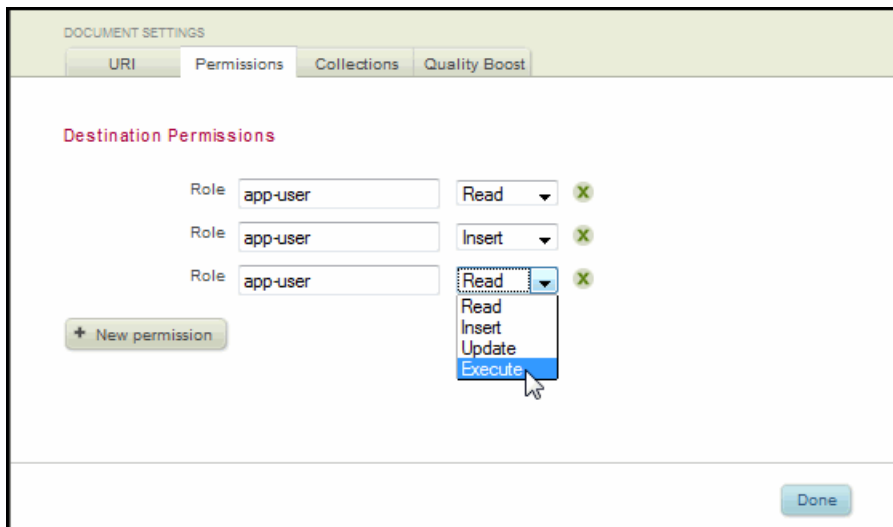 DOCUMENT SETTINGS
URI Permissions Collections Quality Boost
Destination Permissions
Role app-user Read X
Role app-user Insert X
Role app-user Read X
Read
Insert
Update
Execute
+ New permission
Done